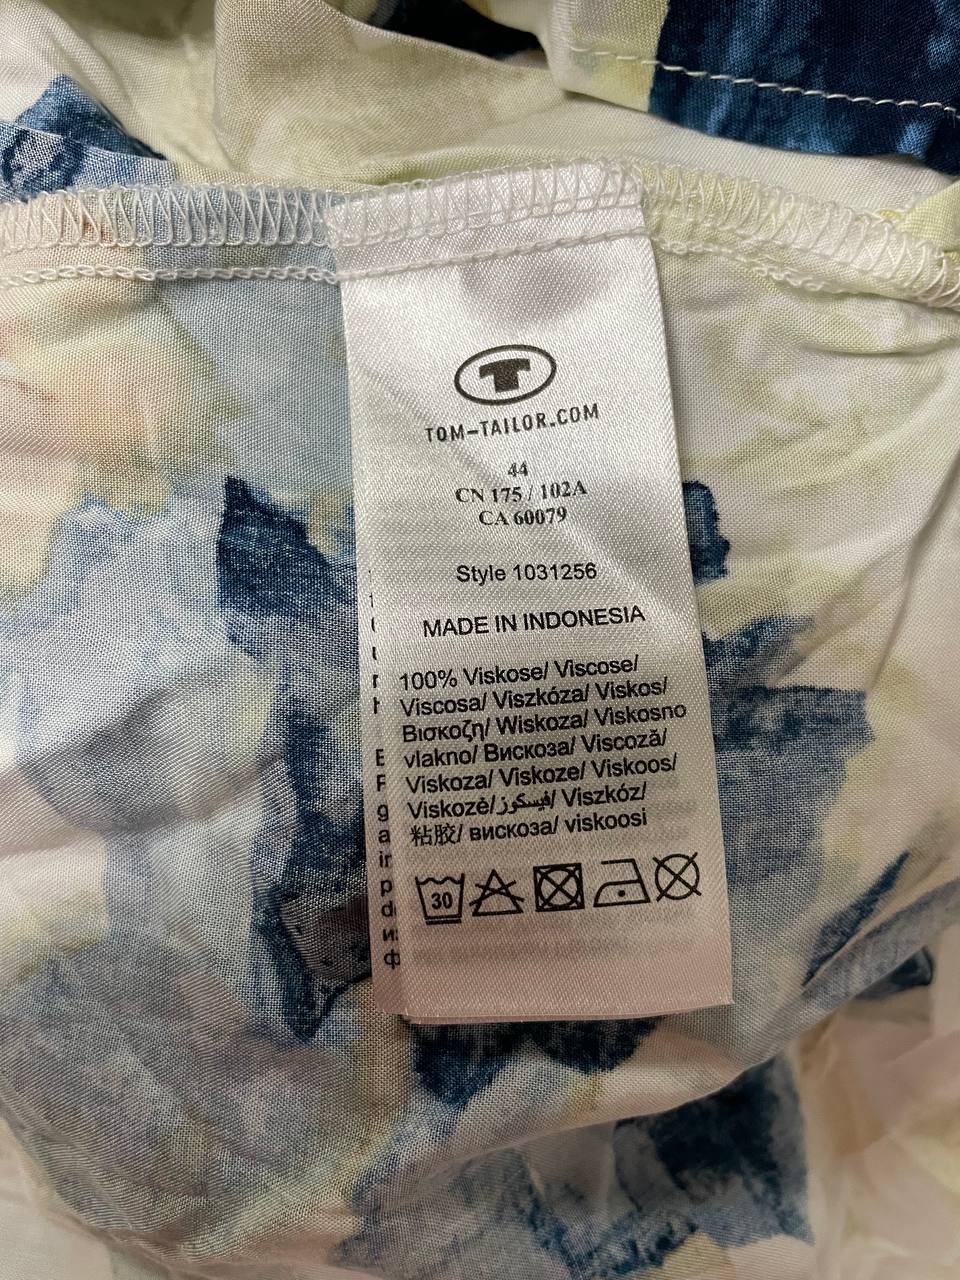 TOM-TAILOR.COM
44
CN 175 / 102A
CA 60079
Style 1031256
MADE IN INDONESIA
100% Viskose/ Viscose/
Viscosa/ Viszkóza/ Viskos/
Βισκοζη/ Wiskoza/ Viskosno
vlakno/ Вискоза/ Viscoză/
Viskoza/ Viskoze/ Viskoos/
Viskozė/فيسكوز/ Viszkóz/
粘胶/ вискоза/ viskoosi
30